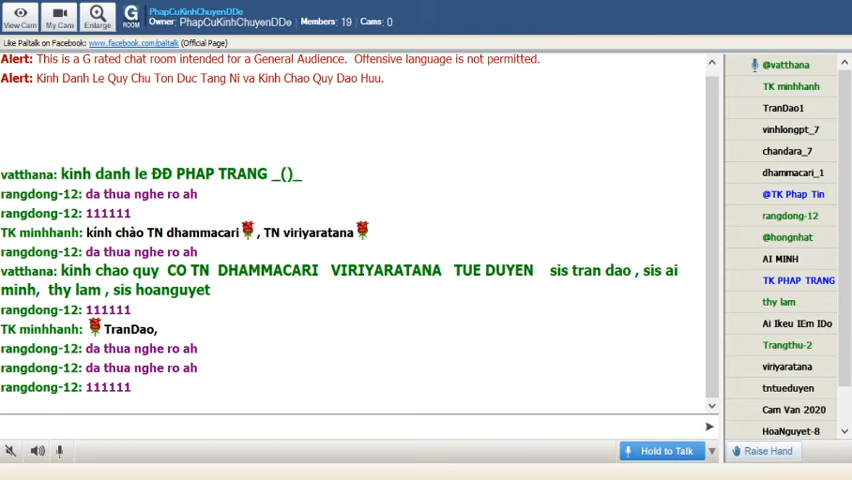 PhapCuKinhChuyenDDe
Owner: PhapCuKinhChuyenDDe Members: 19 Cams: 0
View Cam My Cam Enlarge G ROOM
Like Paltalk on Facebook: www.facebook.com/paltalk (Official Page)
Alert: This is a G rated chat room intended for a General Audience. Offensive language is not permitted.
Alert: Kinh Danh Le Quy Chu Ton Duc Tang Ni va Kinh Chao Quy Dao Huu.
vatthana: kinh danh le ĐĐ PHAP TRANG _()_
rangdong-12: da thua nghe ro ah
rangdong-12: 111111
TK minhhanh: kính chào TN dhammacari , TN viriyaratana
rangdong-12: da thua nghe ro ah
vatthana: kinh chao quy CO TN DHAMMACARI VIRIYARATANA TUE DUYEN sis tran dao , sis ai
minh, thy lam , sis hoanguyet
rangdong-12: 111111
TK minhhanh: TranDao,
rangdong-12: da thua nghe ro ah
rangdong-12: da thua nghe ro ah
rangdong-12: 111111
Hold to Talk
@vatthana
TK minhhanh
TranDao1
vinhlongpt_7
chandara_7
dhammacari_1
@TK Phap Tin
rangdong-12
@hongnhat
AI MINH
TK PHAP TRANG
thy lam
Ai Ikeu IEm IDo
Trangthu-2
viriyaratana
tntueduyen
Cam Van 2020
HoaNguyet-8
Raise Hand